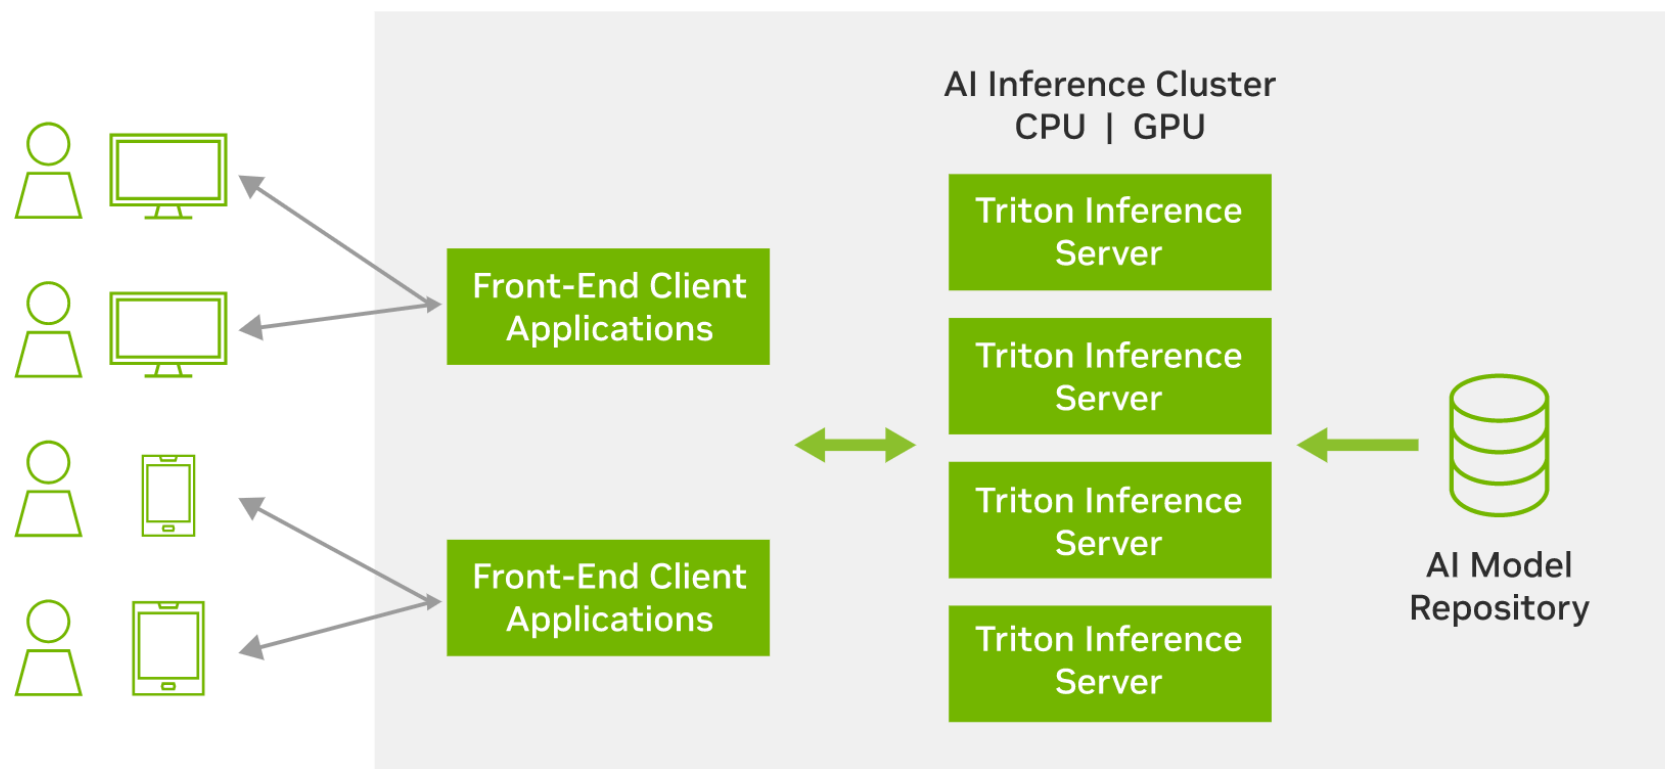 AI Inference Cluster
CPU | GPU
Front-End Client
Applications
Front-End Client
Applications
Triton Inference
Server
Triton Inference
Server
Triton Inference
Server
Triton Inference
Server
AI Model
Repository